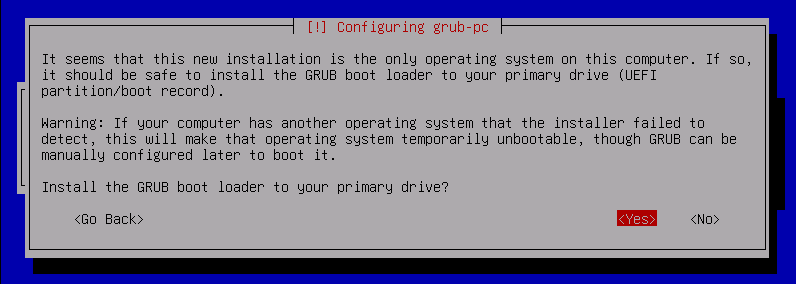 [!] Configuring grub-pc
It seems that this new installation is the only operating system on this computer. If so,
it should be safe to install the GRUB boot loader to your primary drive (UEFI
partition/boot record).
Warning: If your computer has another operating system that the installer failed to
detect, this will make that operating system temporarily unbootable, though GRUB can be
manually configured later to boot it.
Install the GRUB boot loader to your primary drive?
<Go Back> <Yes> <No>